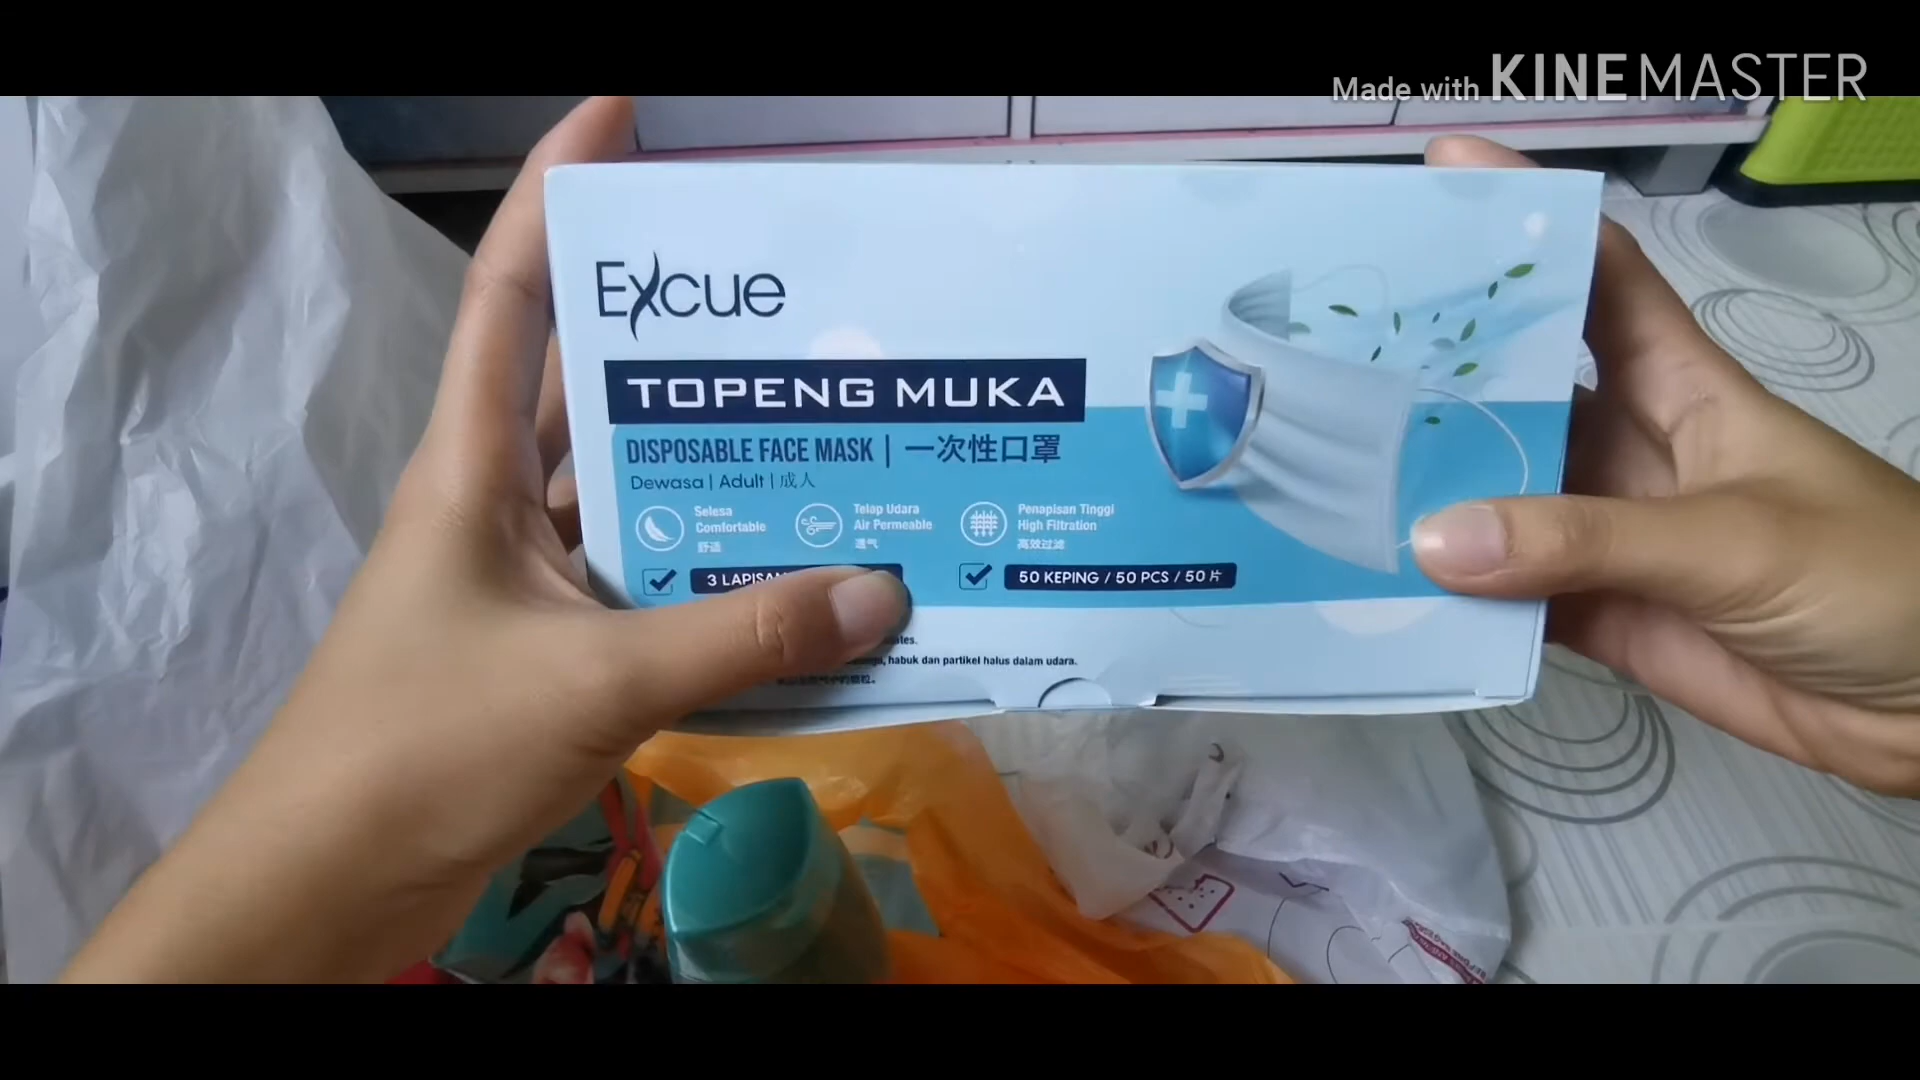 Made with KINEMASTER
Excue
TOPENG MUKA
DISPOSABLE FACE MASK | 一次性口罩
Dewasa | Adult | 成人
Selesa
Comfortable
舒适
Telap Udara
Air Permeable
透气
Penapisan Tinggi
High Filtration
高效过滤
3 LAPISAN
50 KEPING / 50 PCS / 50 片
habuk dan partikel halus dalam udara.